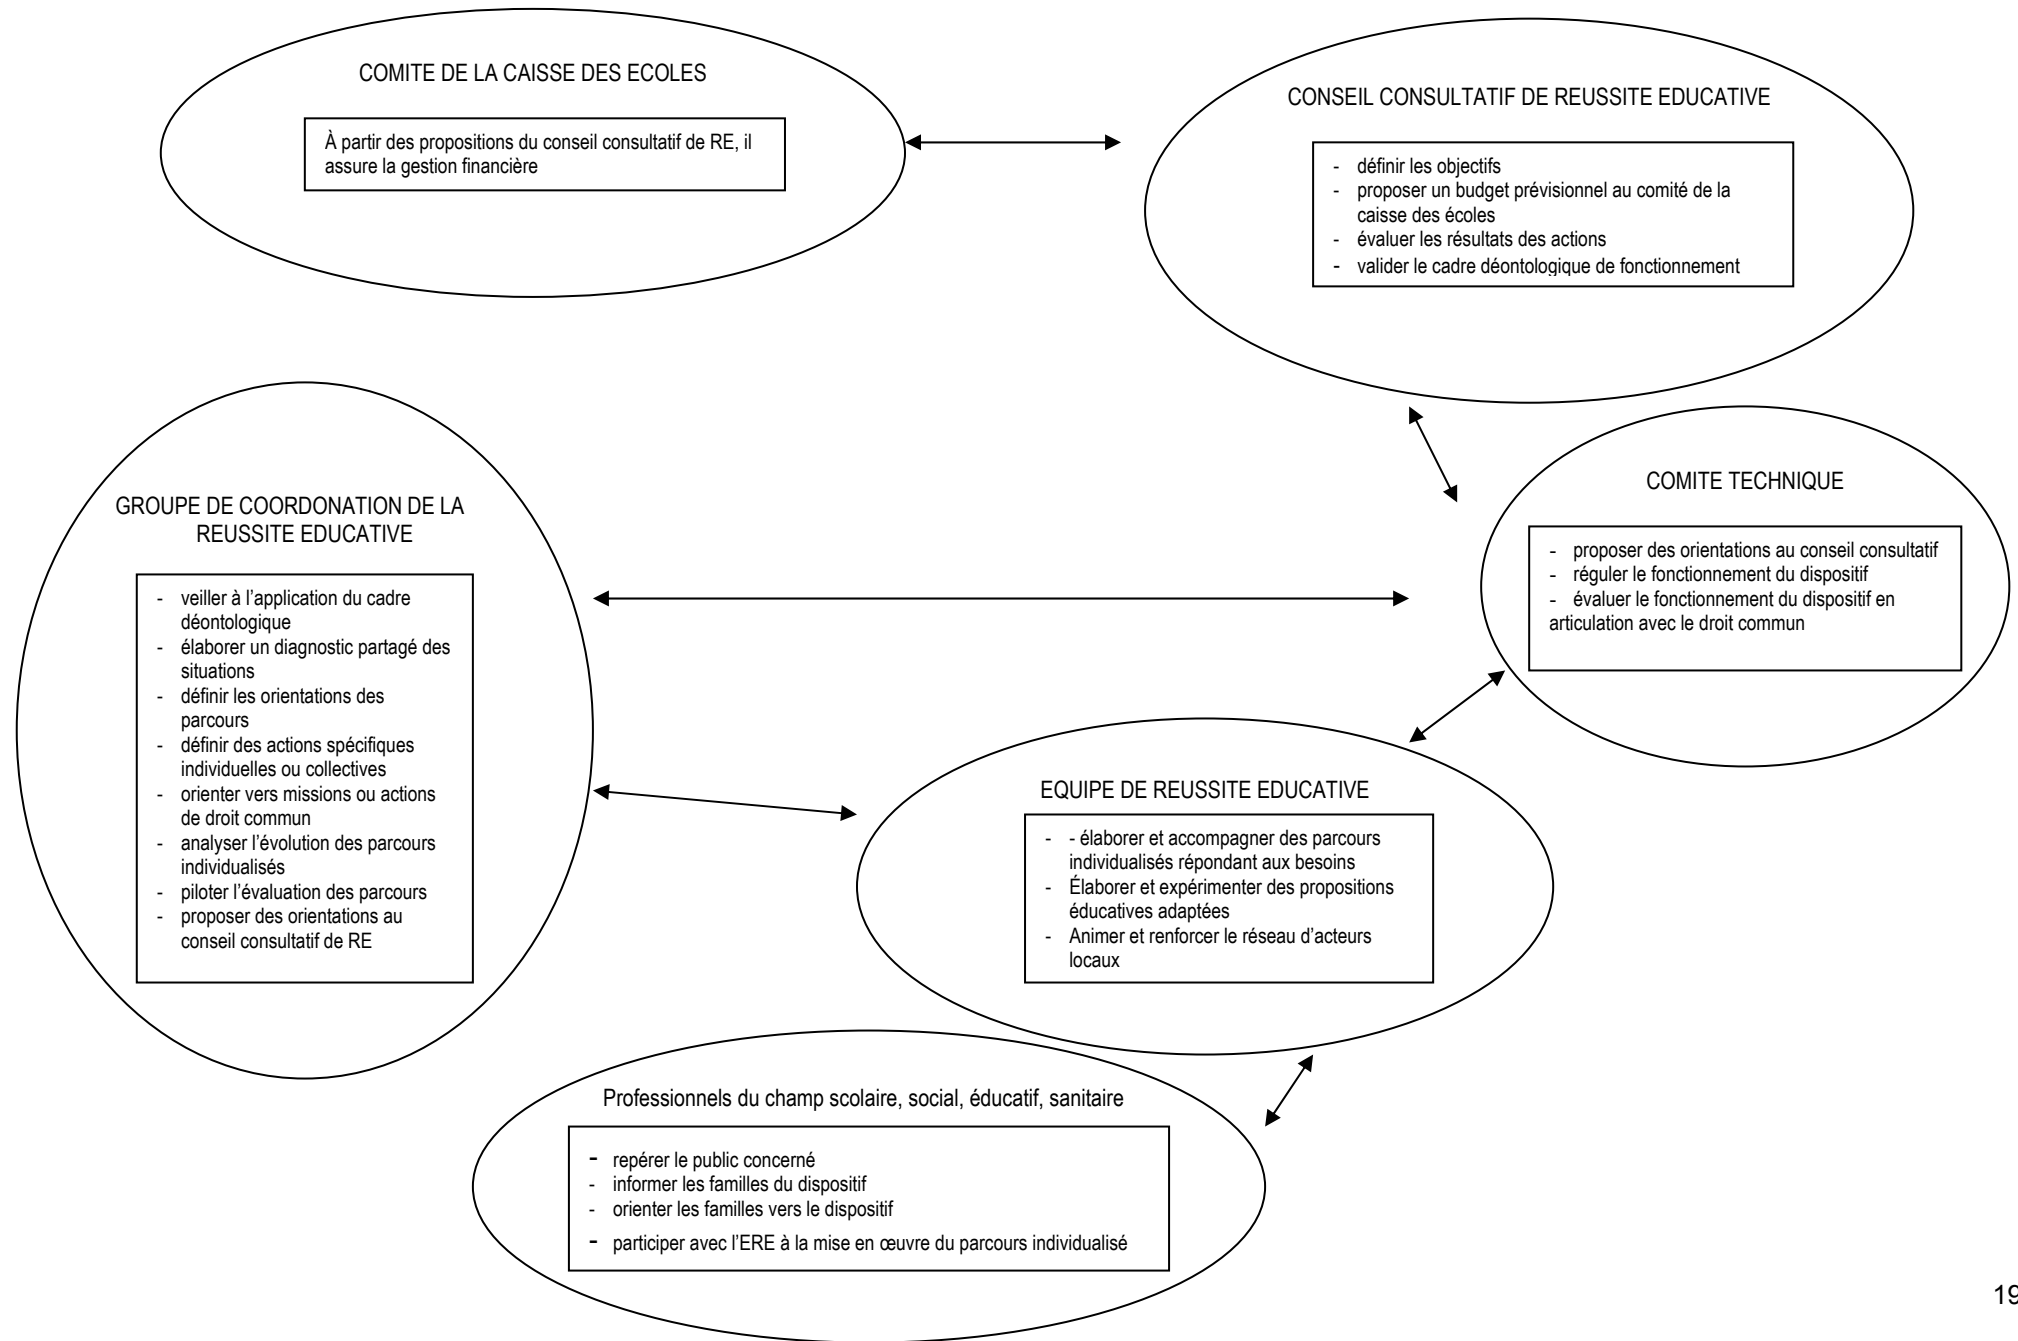 COMITE DE LA CAISSE DES ECOLES
À partir des propositions du conseil consultatif de RE, il
assure la gestion financière
CONSEIL CONSULTATIF DE REUSSITE EDUCATIVE
- définir les objectifs
- proposer un budget prévisionnel au comité de la
caisse des écoles
- évaluer les résultats des actions
- valider le cadre déontologique de fonctionnement
GROUPE DE COORDONATION DE LA
REUSSITE EDUCATIVE
- veiller à l’application du cadre
déontologique
- élaborer un diagnostic partagé des
situations
- définir les orientations des
parcours
- définir des actions spécifiques
individuelles ou collectives
- orienter vers missions ou actions
de droit commun
- analyser l’évolution des parcours
individualisés
- piloter l’évaluation des parcours
- proposer des orientations au
conseil consultatif de RE
COMITE TECHNIQUE
- proposer des orientations au conseil consultatif
- réguler le fonctionnement du dispositif
- évaluer le fonctionnement du dispositif en
articulation avec le droit commun
EQUIPE DE REUSSITE EDUCATIVE
- - élaborer et accompagner des parcours
individualisés répondant aux besoins
- Élaborer et expérimenter des propositions
éducatives adaptées
- Animer et renforcer le réseau d’acteurs
locaux
Professionnels du champ scolaire, social, éducatif, sanitaire
- repérer le public concerné
- informer les familles du dispositif
- orienter les familles vers le dispositif
- participer avec l’ERE à la mise en œuvre du parcours individualisé
19